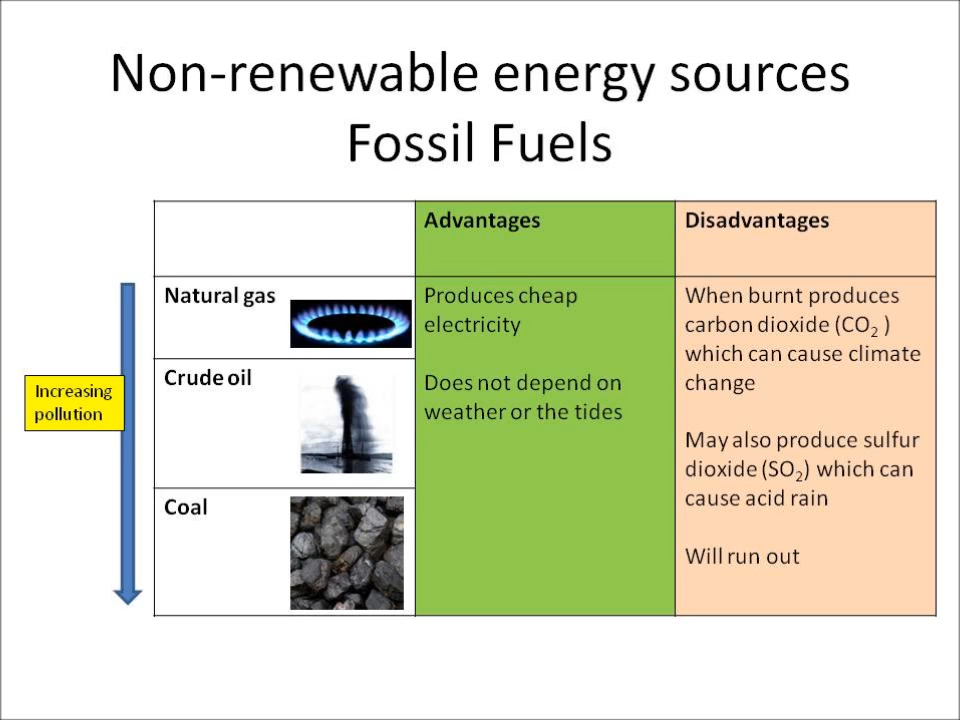 Non-renewable energy sources
Fossil Fuels
Advantages
Disadvantages
Natural gas
Produces cheap
electricity
Does not depend on
weather or the tides
When burnt produces
carbon dioxide (CO₂ )
which can cause climate
change
May also produce sulfur
dioxide (SO₂) which can
cause acid rain
Will run out
Crude oil
Increasing
pollution
Coal